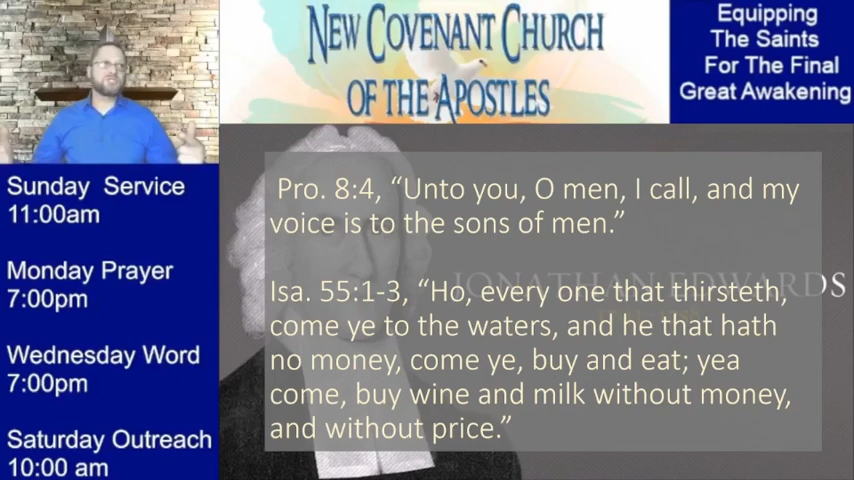 New Covenant Church
of the Apostles
Equipping
The Saints
For The Final
Great Awakening
Sunday Service
11:00am
Monday Prayer
7:00pm
Wednesday Word
7:00pm
Saturday Outreach
10:00 am
Pro. 8:4, “Unto you, O men, I call, and my
voice is to the sons of men.”
Isa. 55:1-3, “Ho, every one that thirsteth,
come ye to the waters, and he that hath
no money, come ye, buy and eat; yea
come, buy wine and milk without money,
and without price.”
JONATHAN EDWARDS